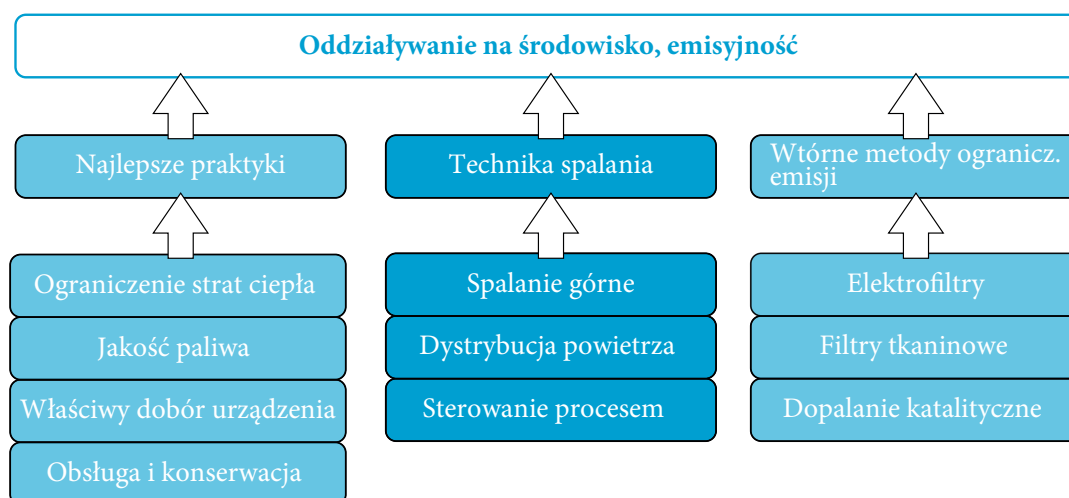 Oddziaływanie na środowisko, emisyjność
Najlepsze praktyki
Technika spalania
Wtórne metody ogranicz.
emisji
Ograniczenie strat ciepła
Jakość paliwa
Właściwy dobór urządzenia
Obsługa i konserwacja
Spalanie górne
Dystrybucja powietrza
Sterowanie procesem
Elektrofiltry
Filtry tkaninowe
Dopalanie katalityczne